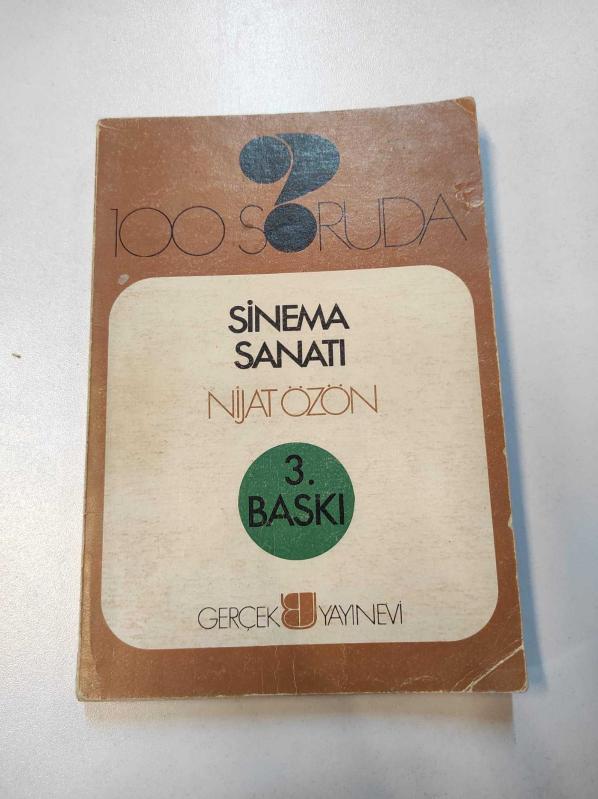 100 SORUDA
SİNEMA
SANATI
NİJAT ÖZÖN
3.
BASKI
GERÇEK YAYINEVİ